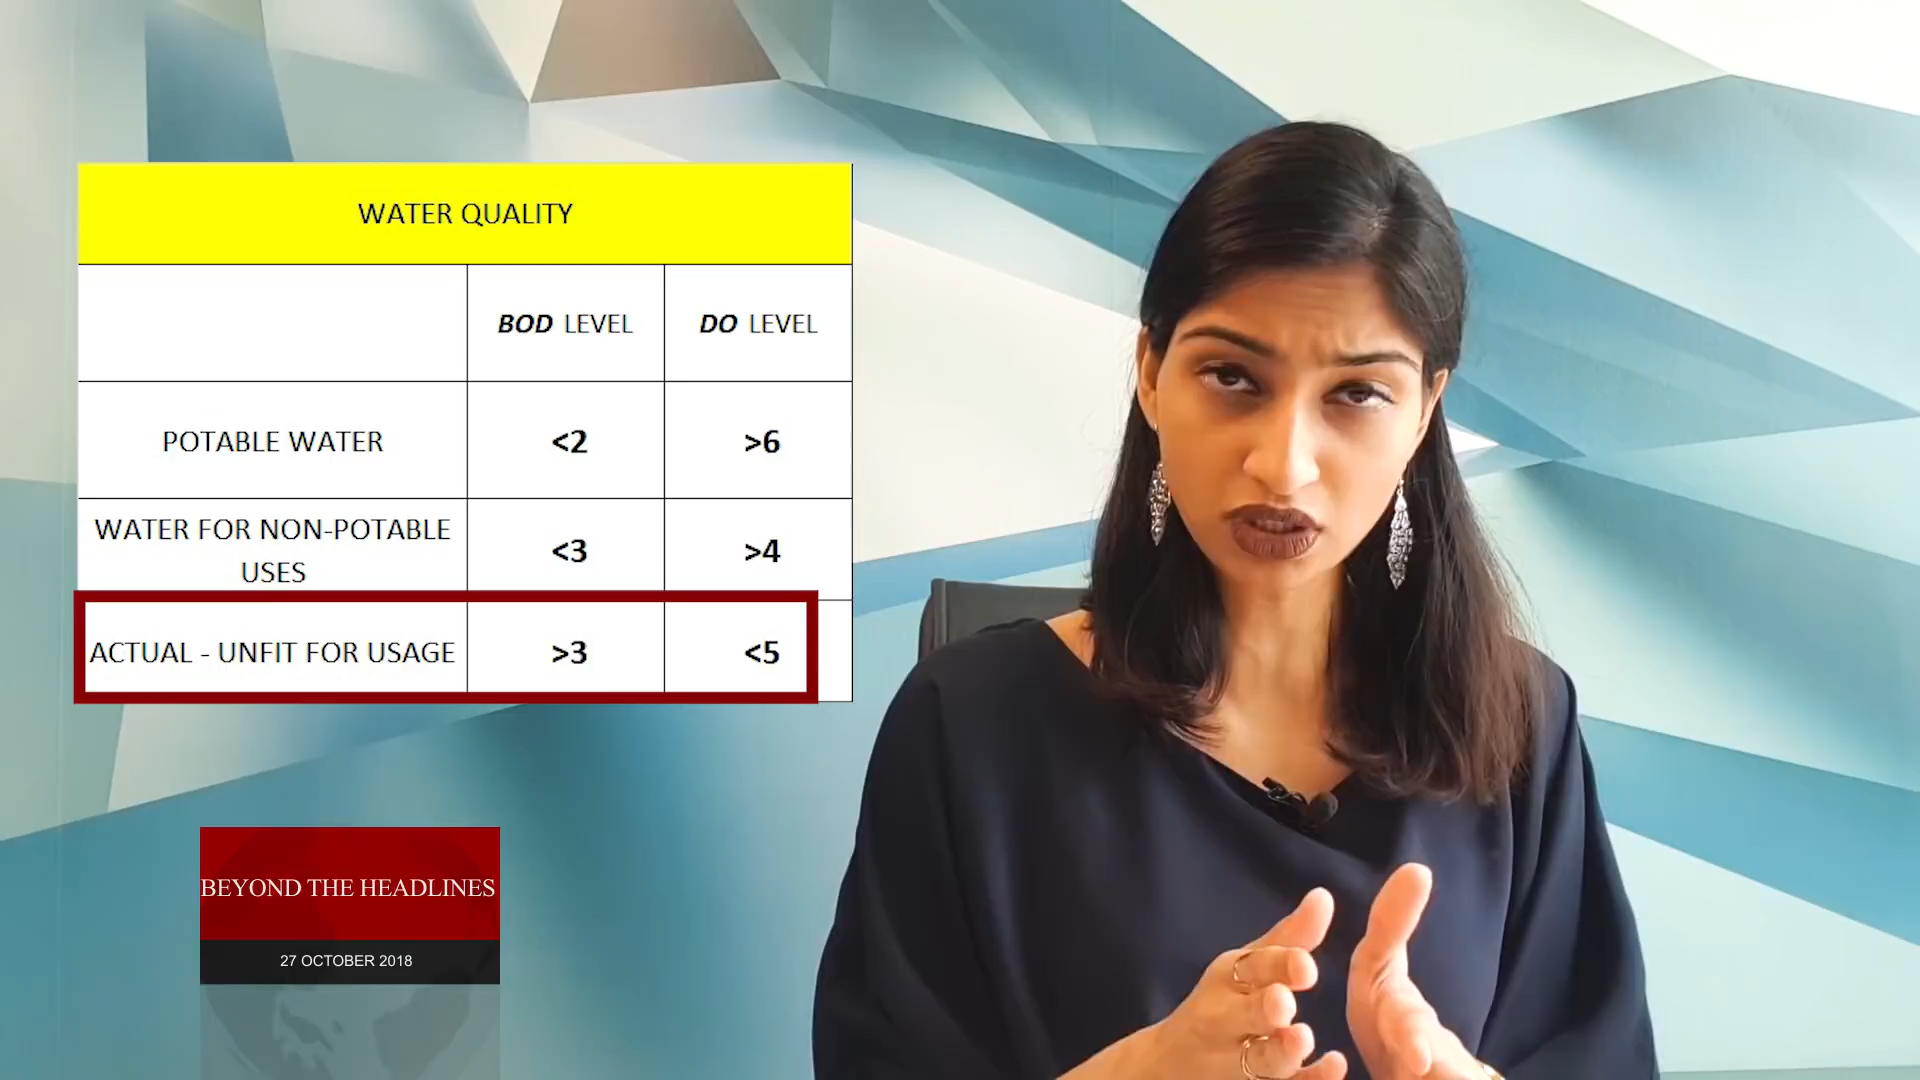 WATER QUALITY
BOD LEVEL DO LEVEL
POTABLE WATER <2 >6
WATER FOR NON-POTABLE
USES <3 >4
ACTUAL - UNFIT FOR USAGE >3 <5
BEYOND THE HEADLINES
27 OCTOBER 2018